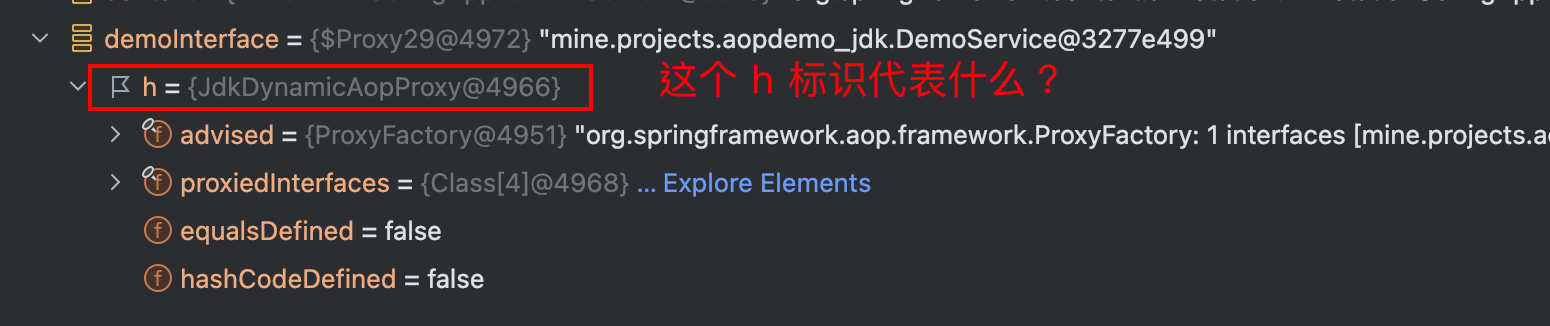 demoInterface = {$Proxy29@4972} "mine.projects.aopdemo_jdk.DemoService@3277e499"
h = {JdkDynamicAopProxy@4966}
这个 h 标识代表什么？
advised = {ProxyFactory@4951} "org.springframework.aop.framework.ProxyFactory: 1 interfaces [mine.projects.a
proxiedInterfaces = {Class[4]@4968} ... Explore Elements
equalsDefined = false
hashCodeDefined = false